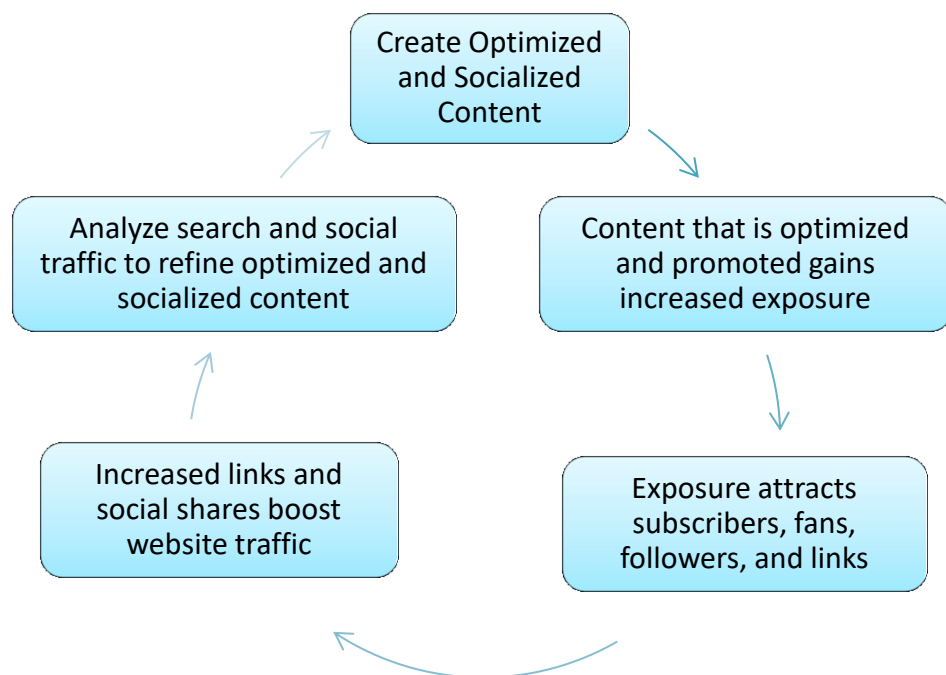 Create Optimized
and Socialized
Content
Content that is optimized
and promoted gains
increased exposure
Exposure attracts
subscribers, fans,
followers, and links
Increased links and
social shares boost
website traffic
Analyze search and social
traffic to refine optimized and
socialized content